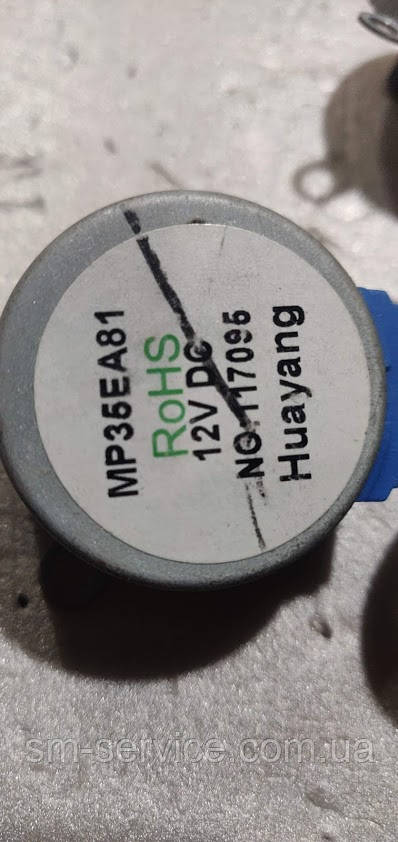 MP35EA81
RoHS
12V DC
NO.117095
Huayang
sm-service.com.ua